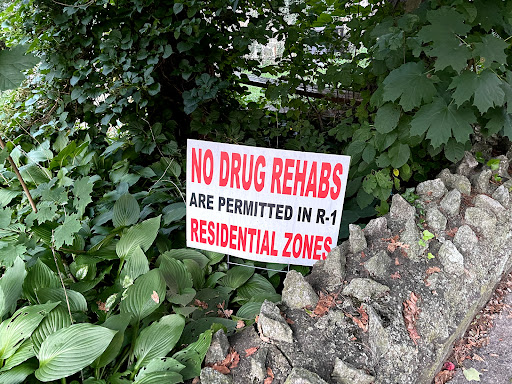 NO DRUG REHABS
ARE PERMITTED IN R-1
RESIDENTIAL ZONES